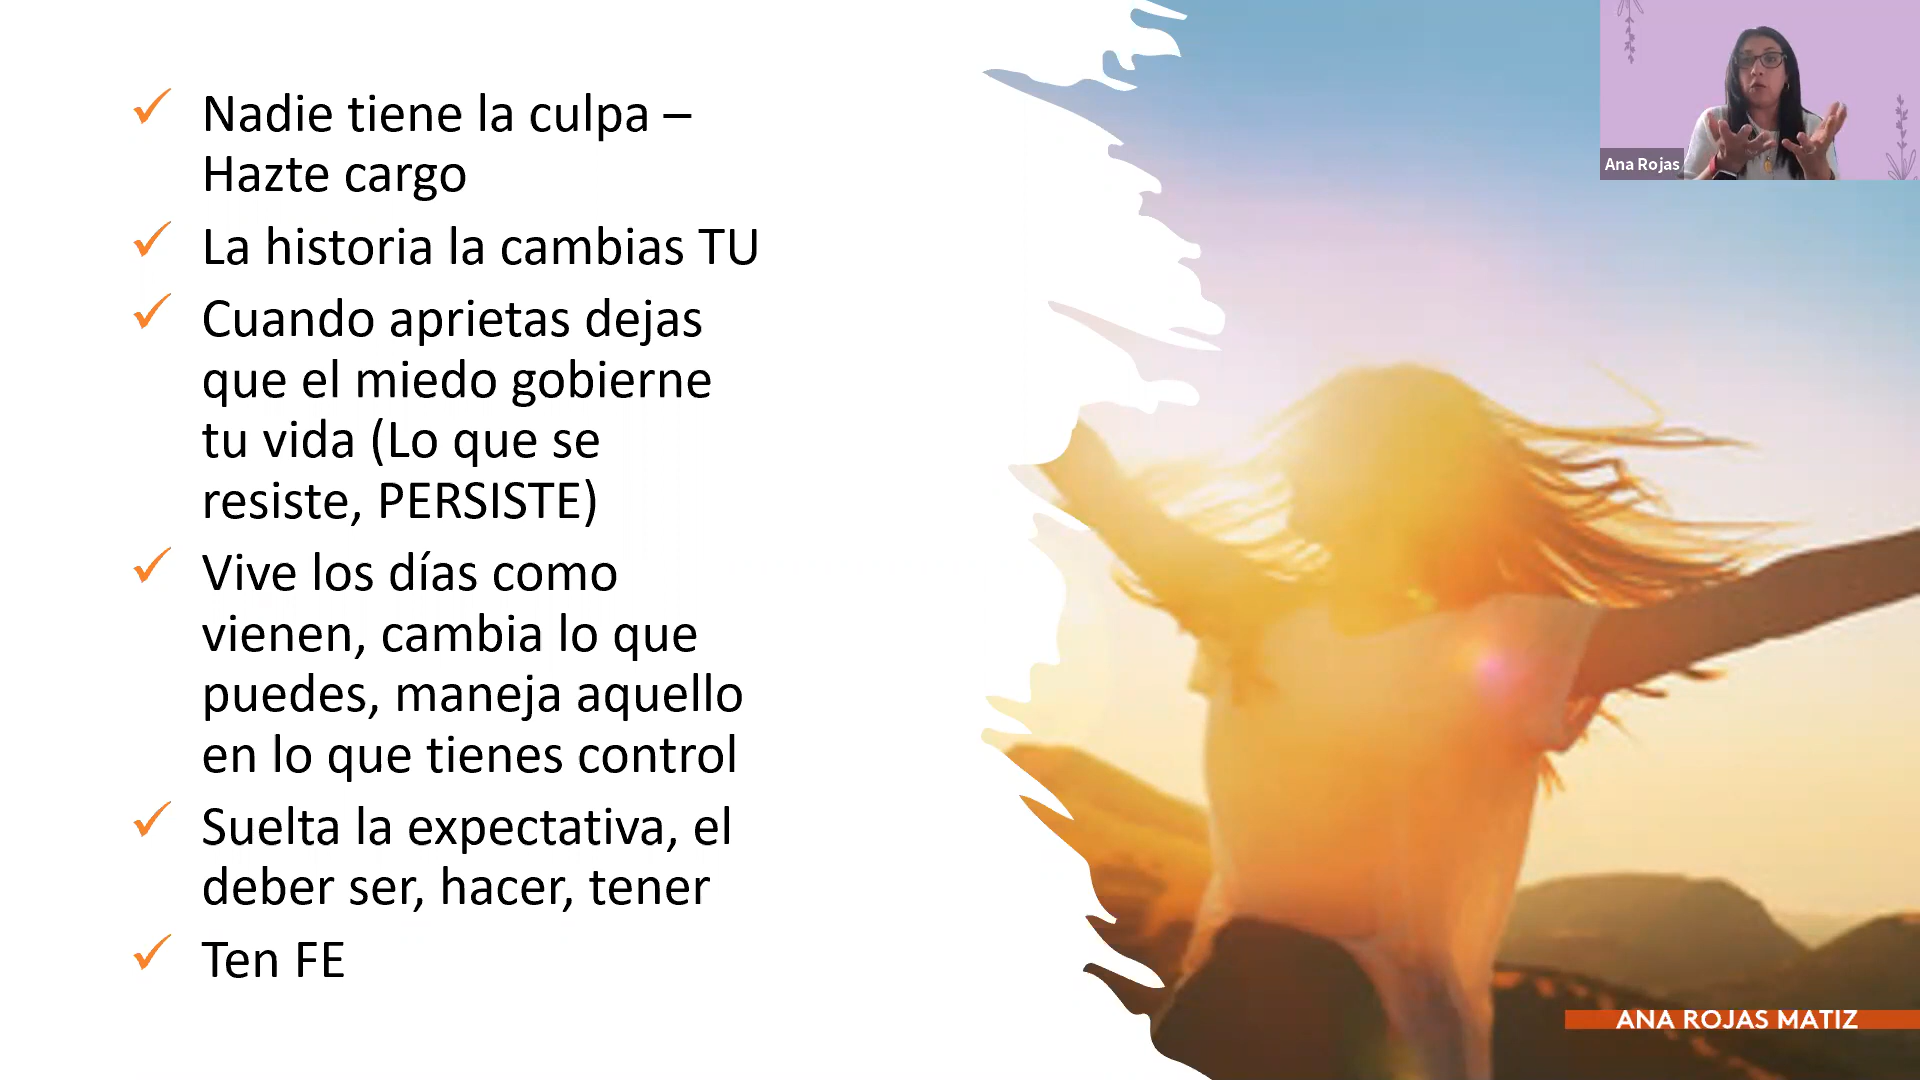 Nadie tiene la culpa –
Hazte cargo
La historia la cambias TU
Cuando aprietas dejas
que el miedo gobierne
tu vida (Lo que se
resiste, PERSISTE)
Vive los días como
vienen, cambia lo que
puedes, maneja aquello
en lo que tienes control
Suelta la expectativa, el
deber ser, hacer, tener
Ten FE
Ana Rojas
ANA ROJAS MATIZ